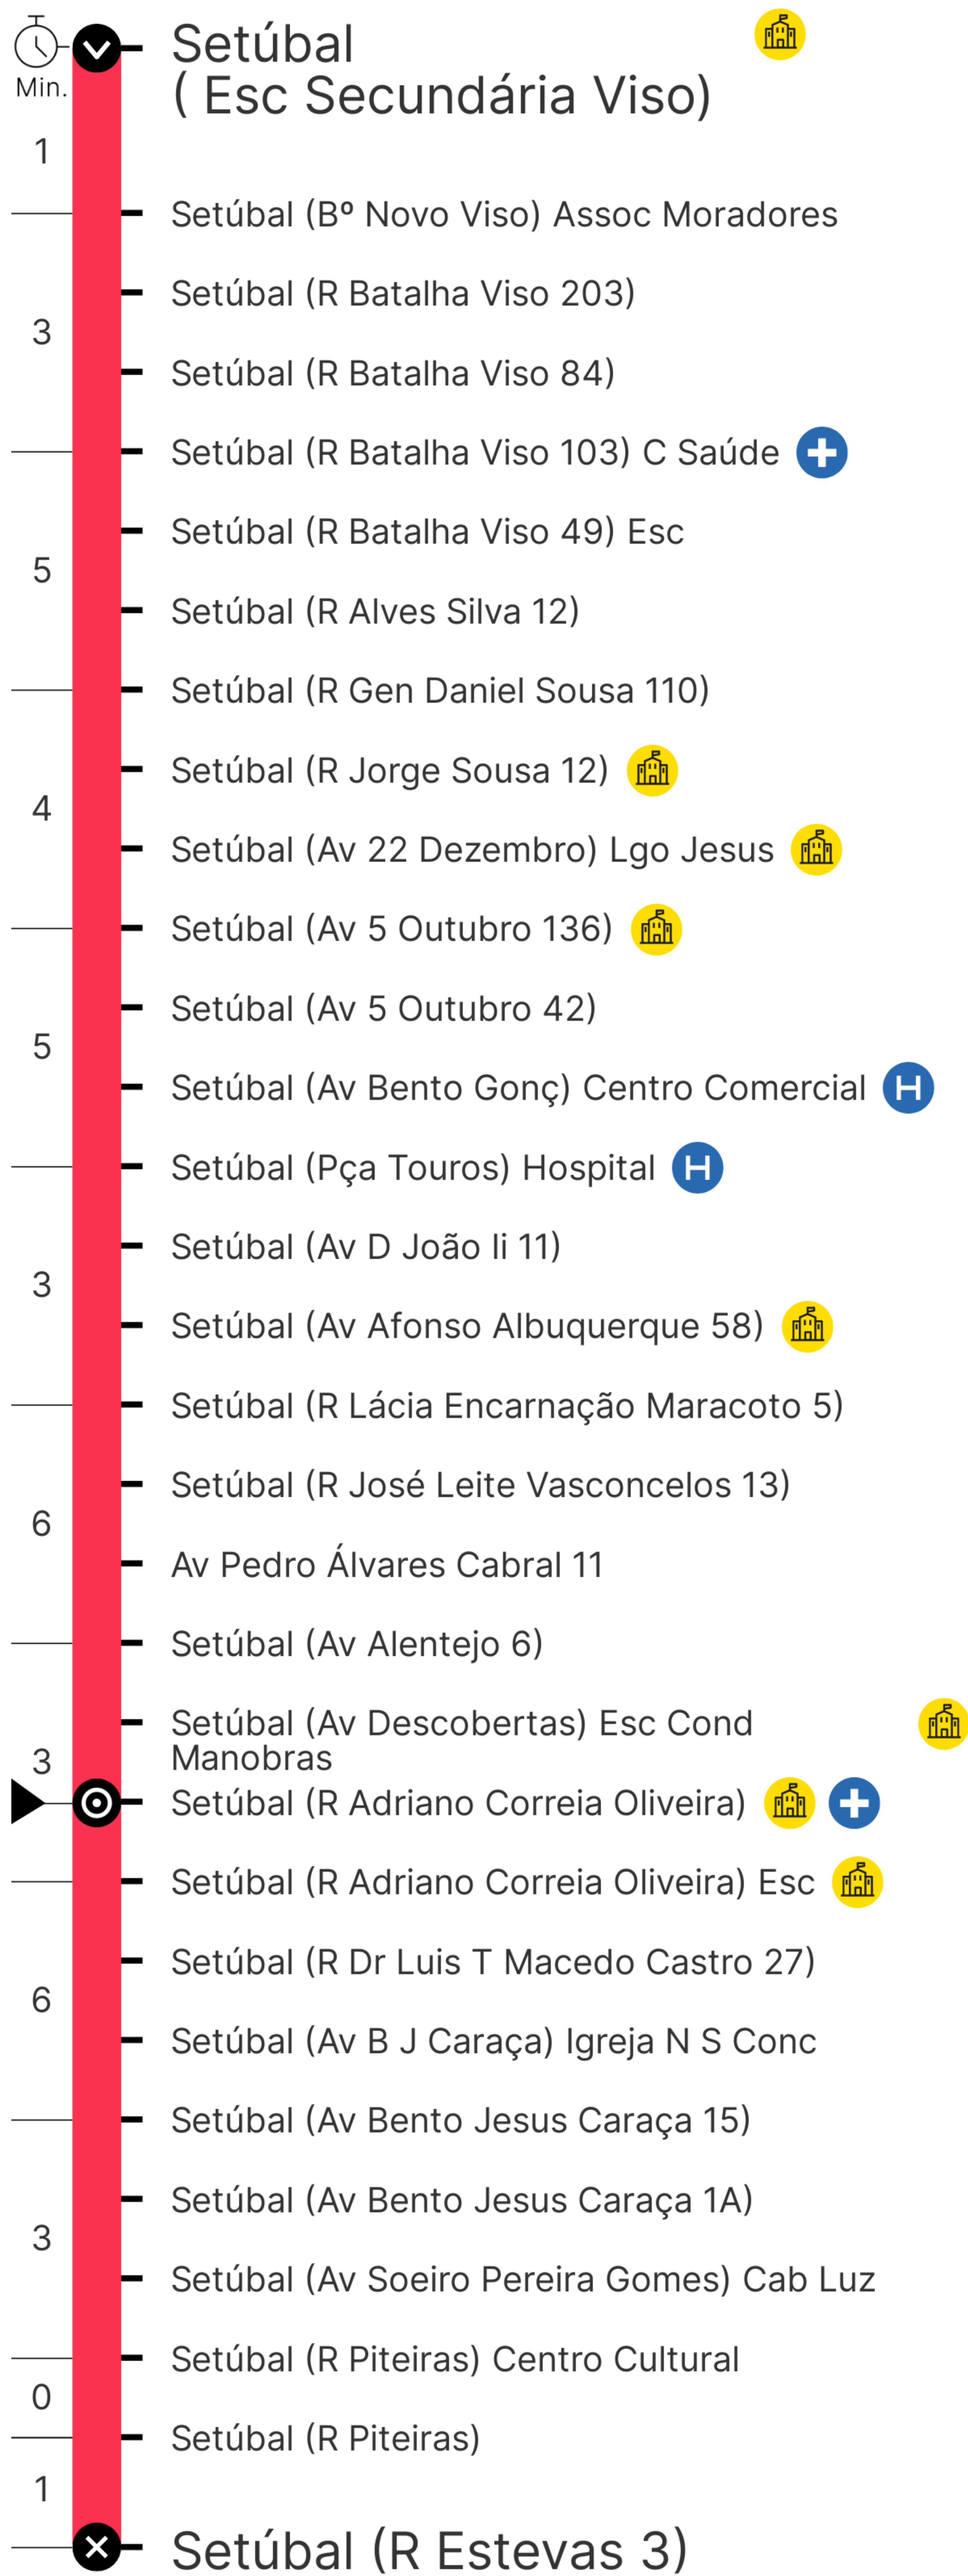 Setúbal
( Esc Secundária Viso)
Min.
1
Setúbal (Bº Novo Viso) Assoc Moradores
Setúbal (R Batalha Viso 203)
3
Setúbal (R Batalha Viso 84)
Setúbal (R Batalha Viso 103) C Saúde
Setúbal (R Batalha Viso 49) Esc
5
Setúbal (R Alves Silva 12)
Setúbal (R Gen Daniel Sousa 110)
Setúbal (R Jorge Sousa 12)
4
Setúbal (Av 22 Dezembro) Lgo Jesus
Setúbal (Av 5 Outubro 136)
Setúbal (Av 5 Outubro 42)
5
Setúbal (Av Bento Gonç) Centro Comercial H
Setúbal (Pça Touros) Hospital H
Setúbal (Av D João Ii 11)
3
Setúbal (Av Afonso Albuquerque 58)
Setúbal (R Lácia Encarnação Maracoto 5)
Setúbal (R José Leite Vasconcelos 13)
6
Av Pedro Álvares Cabral 11
Setúbal (Av Alentejo 6)
Setúbal (Av Descobertas) Esc Cond
Manobras
3
Setúbal (R Adriano Correia Oliveira)
Setúbal (R Adriano Correia Oliveira) Esc
Setúbal (R Dr Luis T Macedo Castro 27)
6
Setúbal (Av B J Caraça) Igreja N S Conc
Setúbal (Av Bento Jesus Caraça 15)
Setúbal (Av Bento Jesus Caraça 1A)
3
Setúbal (Av Soeiro Pereira Gomes) Cab Luz
Setúbal (R Piteiras) Centro Cultural
0
Setúbal (R Piteiras)
1
Setúbal (R Estevas 3)